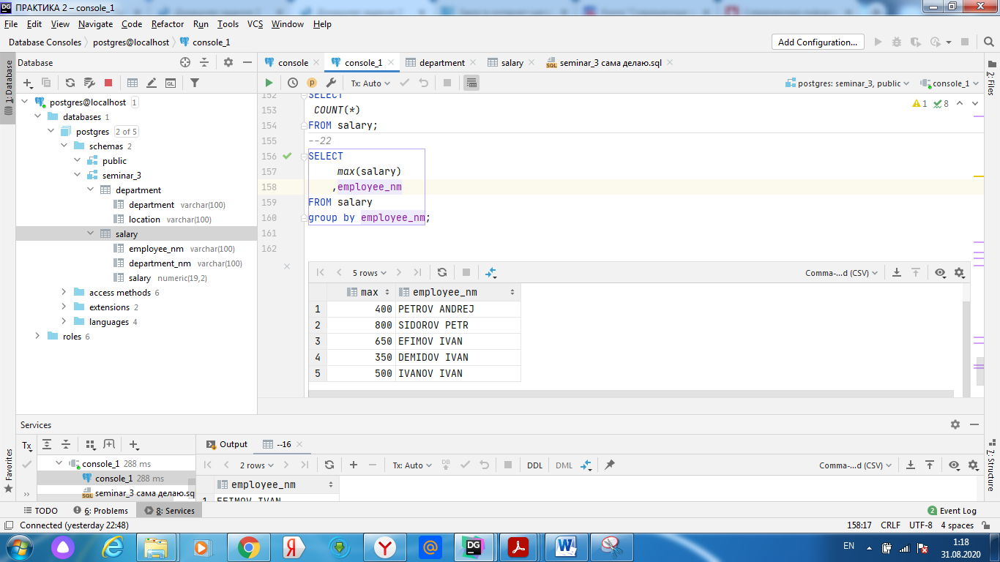 ПРАКТИКА 2 – console_1
File Edit View Navigate Code Refactor Run Tools VCS Window Help
Database Consoles postgres@localhost console_1
Add Configuration...
1: Database
Database
postgres@localhost 1
databases 1
postgres 2 of 5
schemas 2
public
seminar_3
department
department varchar(100)
location varchar(100)
salary
employee_nm varchar(100)
department_nm varchar(100)
salary numeric(19,2)
access methods 6
extensions 2
languages 4
roles 6
console console_1 department salary seminar_3 сама делаю.sql
Tx: Auto
postgres: seminar_3, public console_1
1 8
152 SELECT
153 COUNT(*)
154 FROM salary;
155 --22
156 SELECT
157 max(salary)
158 ,employee_nm
159 FROM salary
160 group by employee_nm;
161
162
5 rows
Comma-...d (CSV)
max employee_nm
1 400 PETROV ANDREJ
2 800 SIDOROV PETR
3 650 EFIMOV IVAN
4 350 DEMIDOV IVAN
5 500 IVANOV IVAN
2: Files
Services
Tx
console_1 288 ms
console_1 288 ms
seminar_3 сама делаю.sq
Output --16
2 rows
Tx: Auto
DB
DDL
DML
Comma-...d (CSV)
employee_nm
1 EFIMOV IVAN
Favorites
7: Structure
TODO 6: Problems 8: Services
2 Event Log
Connected (yesterday 22:48)
158:17 CRLF UTF-8 4 spaces
EN
1:18
31.08.2020